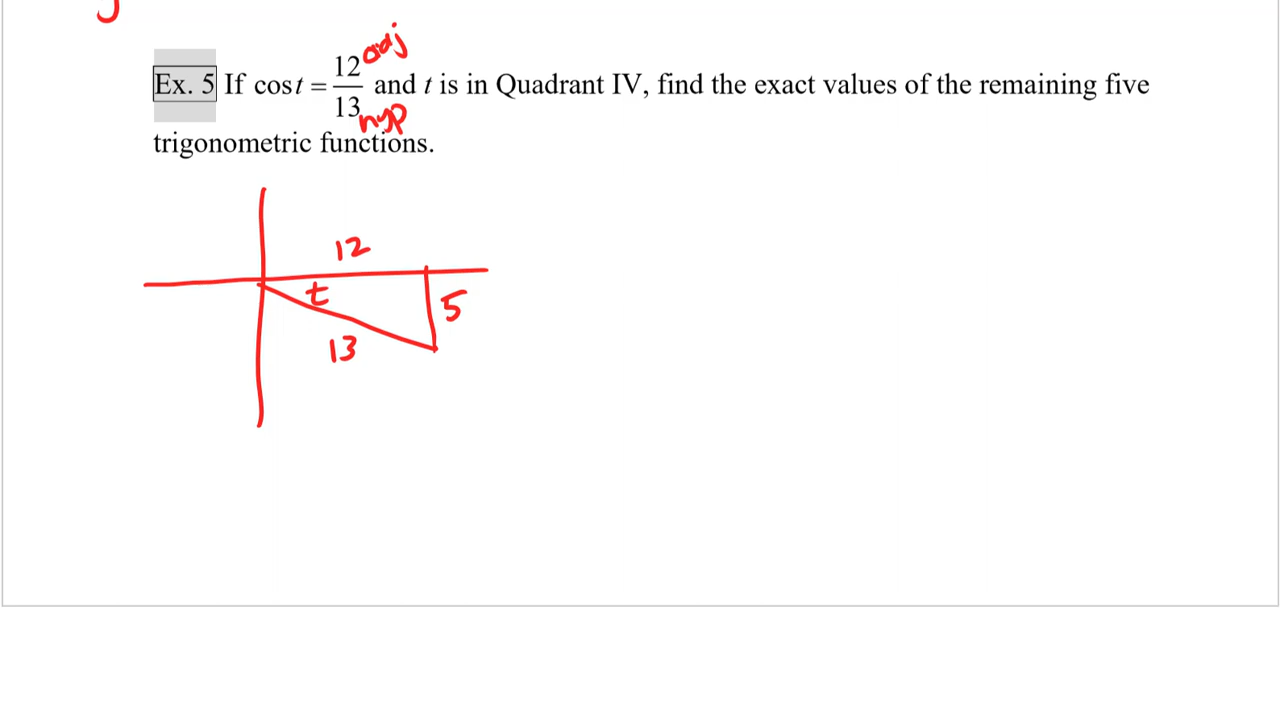 adj
Ex. 5 If cos t = 12/13 and t is in Quadrant IV, find the exact values of the remaining five
hyp
trigonometric functions.
12
t
5
13